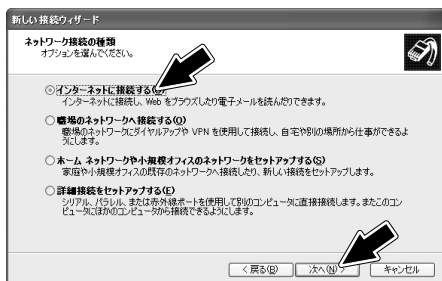 新しい接続ウィザード
ネットワーク接続の種類
オプションを選んでください。
インターネットに接続する
インターネットに接続し、Web をブラウズしたり電子メールを読んだりできます。
職場のネットワークへ接続する(O)
職場のネットワークにダイヤルアップや VPN を使用して接続し、自宅や別の場所から仕事ができるよ
うにします。
ホーム ネットワークや小規模オフィスのネットワークをセットアップする(S)
家庭や小規模オフィスの既存のネットワークへ接続したり、新しい接続をセットアップします。
詳細接続をセットアップする(E)
シリアル、パラレル、または赤外線ポートを使用して別のコンピュータに直接接続します。またこのコン
ピュータにほかのコンピュータから接続できるようにします。
< 戻る(B) 次へ(N) > キャンセル